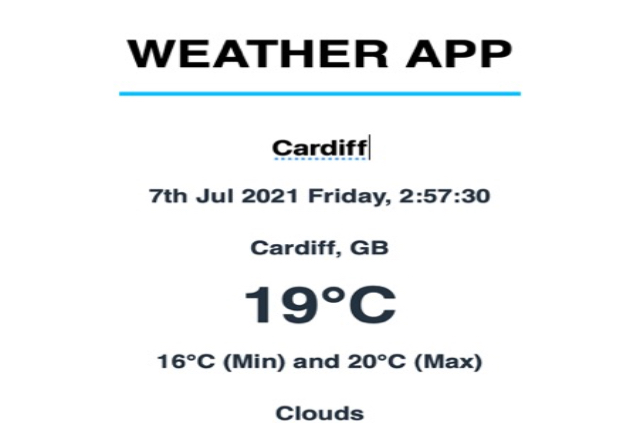 WEATHER APP
Cardiff
7th Jul 2021 Friday, 2:57:30
Cardiff, GB
19°C
16°C (Min) and 20°C (Max)
Clouds